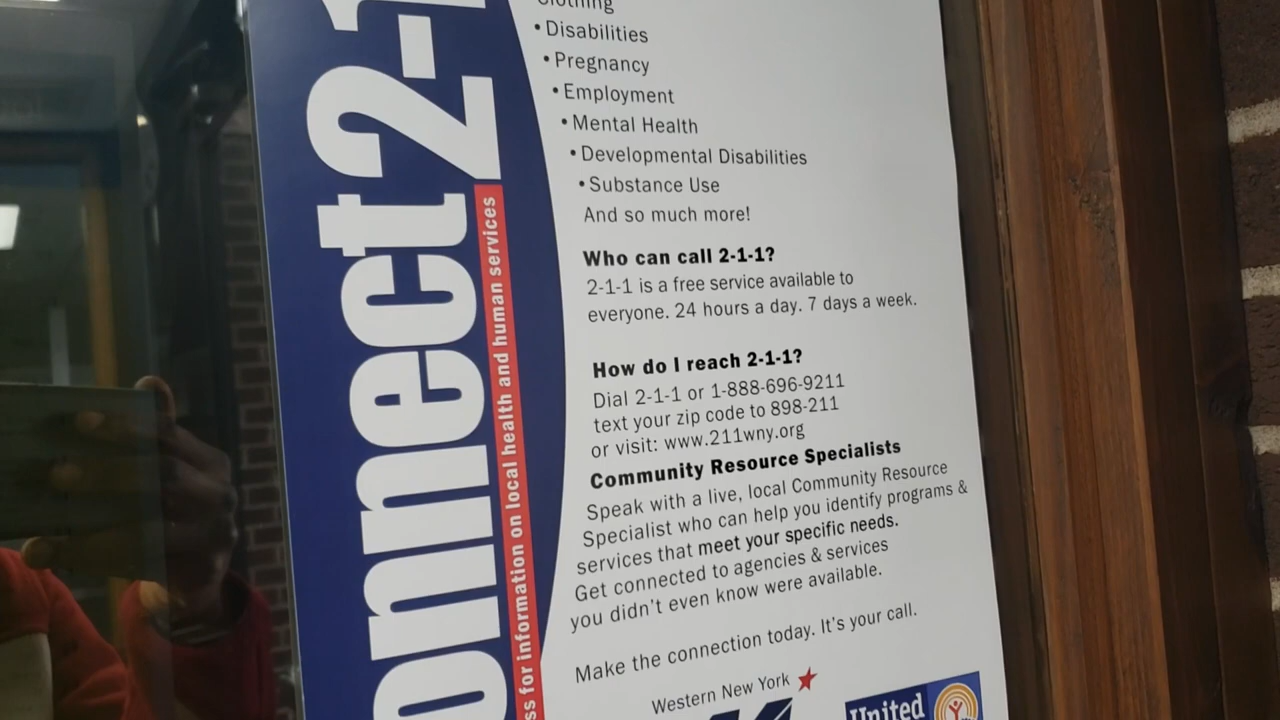 Clothing
• Disabilities
• Pregnancy
• Employment
• Mental Health
• Developmental Disabilities
• Substance Use
And so much more!
Who can call 2-1-1?
2-1-1 is a free service available to
everyone. 24 hours a day. 7 days a week.
How do I reach 2-1-1?
Dial 2-1-1 or 1-888-696-9211
text your zip code to 898-211
or visit: www.211wny.org
Community Resource Specialists
Speak with a live, local Community Resource
Specialist who can help you identify programs &
services that meet your specific needs.
Get connected to agencies & services
you didn't even know were available.
Make the connection today. It's your call.
Western New York
United
onnect 2-1
ss for information on local health and human services